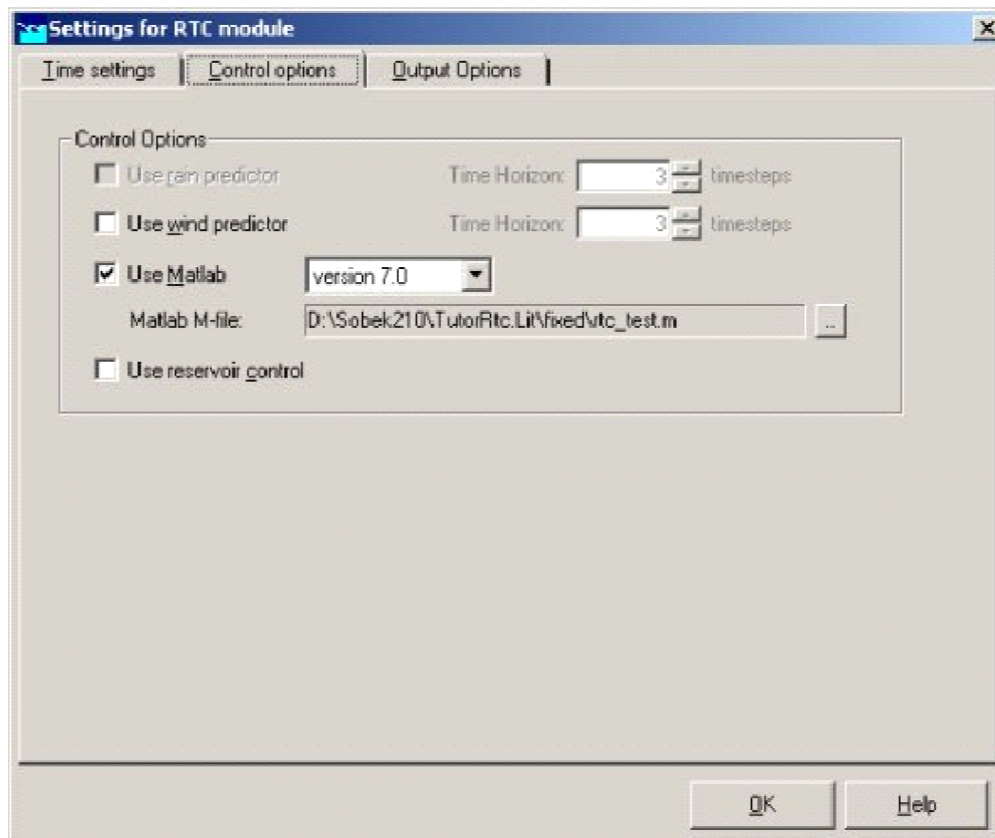 Settings for RTC module
Time settings Control options Output Options
Control Options
Use rain predictor Time Horizon: 3 timesteps
Use wind predictor Time Horizon: 3 timesteps
Use Matlab version 7.0
Matlab M-file: D:\Sobek210\TutorRtc.Lit\fixed\rtc_test.m ...
Use reservoir control
OK Help